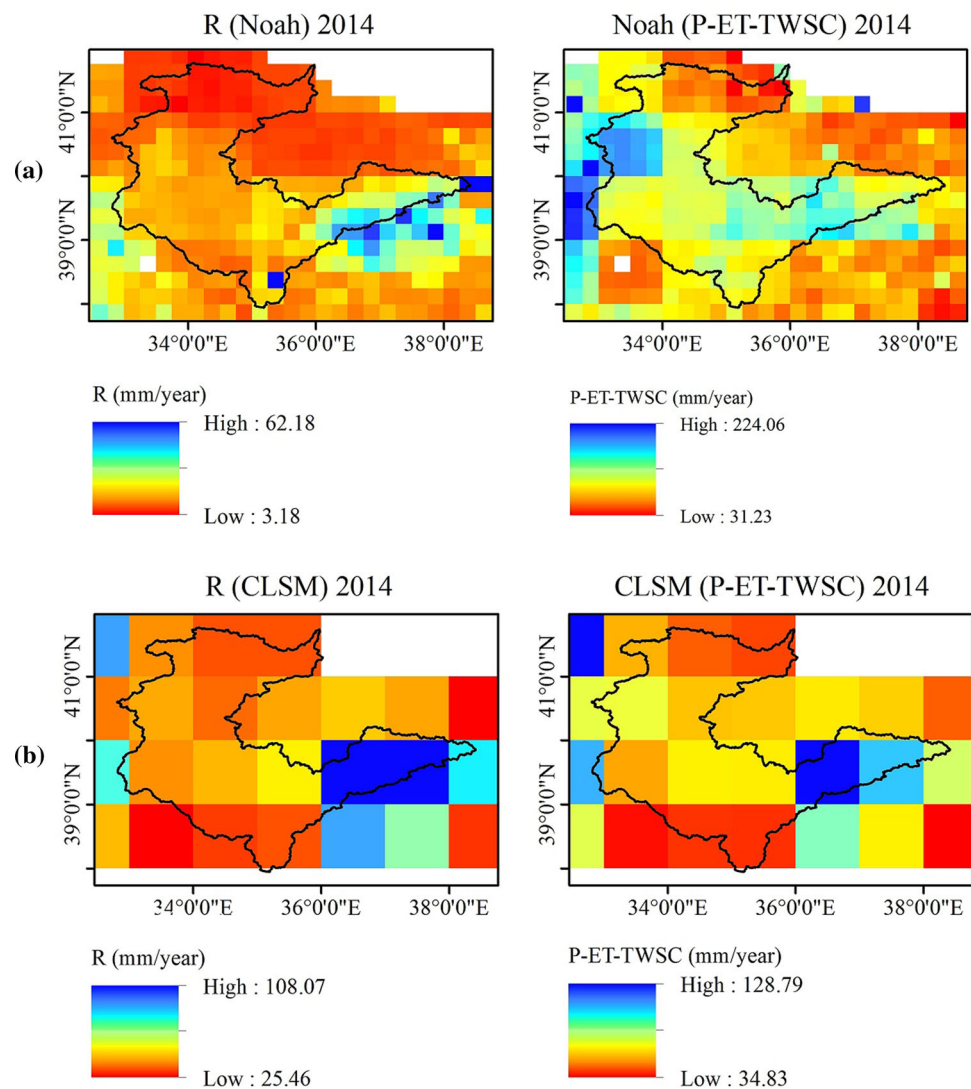 R (Noah) 2014
Noah (P-ET-TWSC) 2014
(a)
41°0'0"N
39°0'0"N
34°0'0"E 36°0'0"E 38°0'0"E
41°0'0"N
39°0'0"N
34°0'0"E 36°0'0"E 38°0'0"E
R (mm/year)
High : 62.18
Low : 3.18
P-ET-TWSC (mm/year)
High : 224.06
Low : 31.23
R (CLSM) 2014
CLSM (P-ET-TWSC) 2014
(b)
41°0'0"N
39°0'0"N
34°0'0"E 36°0'0"E 38°0'0"E
41°0'0"N
39°0'0"N
34°0'0"E 36°0'0"E 38°0'0"E
R (mm/year)
High : 108.07
Low : 25.46
P-ET-TWSC (mm/year)
High : 128.79
Low : 34.83